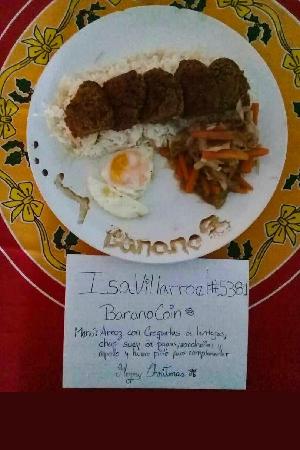 Banano
IsaVillarroel#5381
BananoCoin
Menú: Arroz con Croquetas de lentejas,
chop suey de papas, zanahorias y
repollo y huevo frito para complementar
Happy Christmas